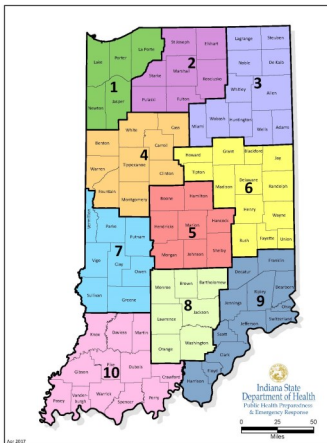 Lake
Porter
La Porte
Newton
Jasper
1
St Joseph
Elkhart
Starke
Marshall
Kosciusko
Pulaski
Fulton
2
Lagrange
Steuben
Noble
De Kalb
Whitley
Allen
Miami
Wabash
Huntington
Wells
Adams
3
White
Cass
Benton
Carroll
Tippecanoe
Warren
Clinton
Fountain
Montgomery
4
Boone
Hamilton
Hendricks
Marion
Hancock
Morgan
Johnson
Shelby
5
Howard
Grant
Blackford
Jay
Tipton
Madison
Delaware
Randolph
Henry
Wayne
Rush
Fayette
Union
6
Parke
Putnam
Vigo
Clay
Owen
Sullivan
Greene
7
Monroe
Brown
Bartholomew
Lawrence
Jackson
Orange
Washington
8
Decatur
Franklin
Ripley
Dearborn
Jennings
Ohio
Jefferson
Switzerland
Scott
Clark
Floyd
Harrison
9
Knox
Daviess
Martin
Gibson
Pike
Dubois
Crawford
Posey
Vander-
burgh
Warrick
Spencer
Perry
10
Indiana State
Department of Health
Public Health Preparedness
& Emergency Response
0
25
50
Miles
Apr 2017